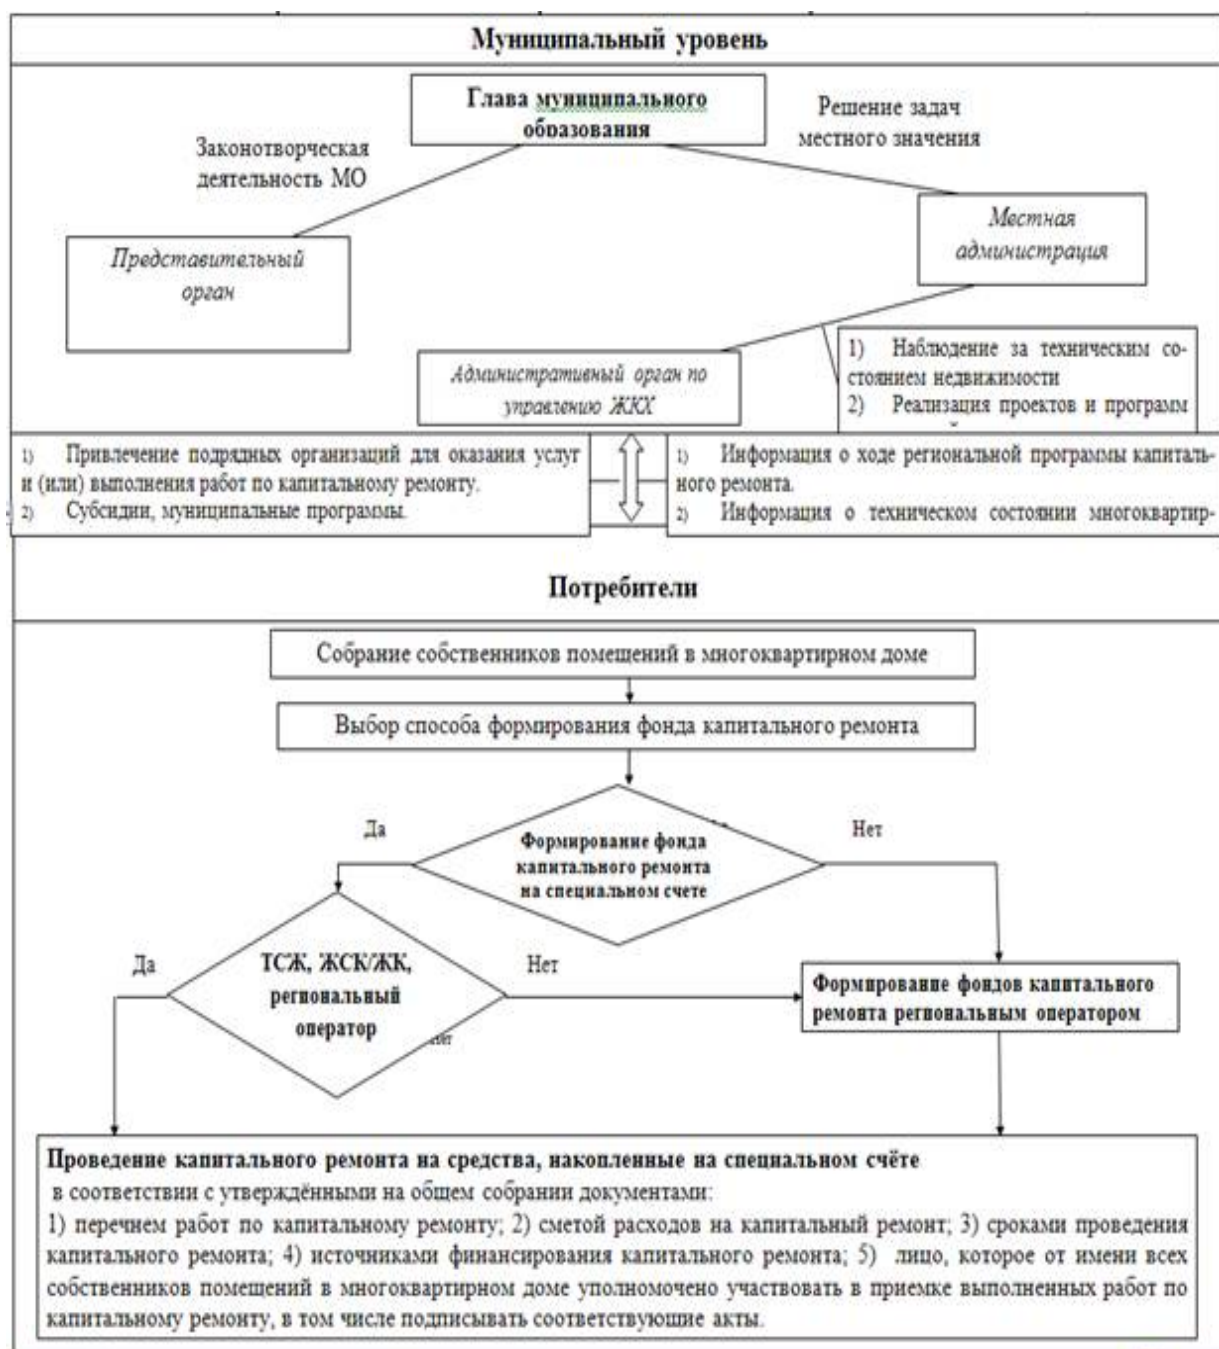 Муниципальный уровень
Глава муниципального
образования
Решение задач
местного значения
Законотворческая
деятельность МО
Местная
администрация
Представительный
орган
1) Наблюдение за техническим со-
стоянием недвижимости
2) Реализация проектов и программ
Административный орган по
управлению ЖКХ
1) Привлечение подрядных организаций для оказания услуг
и (или) выполнения работ по капитальному ремонту.
2) Субсидии, муниципальные программы.
1) Информация о ходе региональной программы капиталь-
ного ремонта.
2) Информация о техническом состоянии многоквартир-
Потребители
Собрание собственников помещений в многоквартирном доме
Выбор способа формирования фонда капитального ремонта
Да
Формирование фонда
капитального ремонта
на специальном счете
Нет
Да
ТСЖ, ЖСК/ЖК,
региональный
оператор
Нет
Формирование фондов капитального
ремонта региональным оператором
Проведение капитального ремонта на средства, накопленные на специальном счёте
в соответствии с утверждёнными на общем собрании документами:
1) перечнем работ по капитальному ремонту; 2) сметой расходов на капитальный ремонт; 3) сроками проведения
капитального ремонта; 4) источниками финансирования капитального ремонта; 5) лицо, которое от имени всех
собственников помещений в многоквартирном доме уполномочено участвовать в приемке выполненных работ по
капитальному ремонту, в том числе подписывать соответствующие акты.